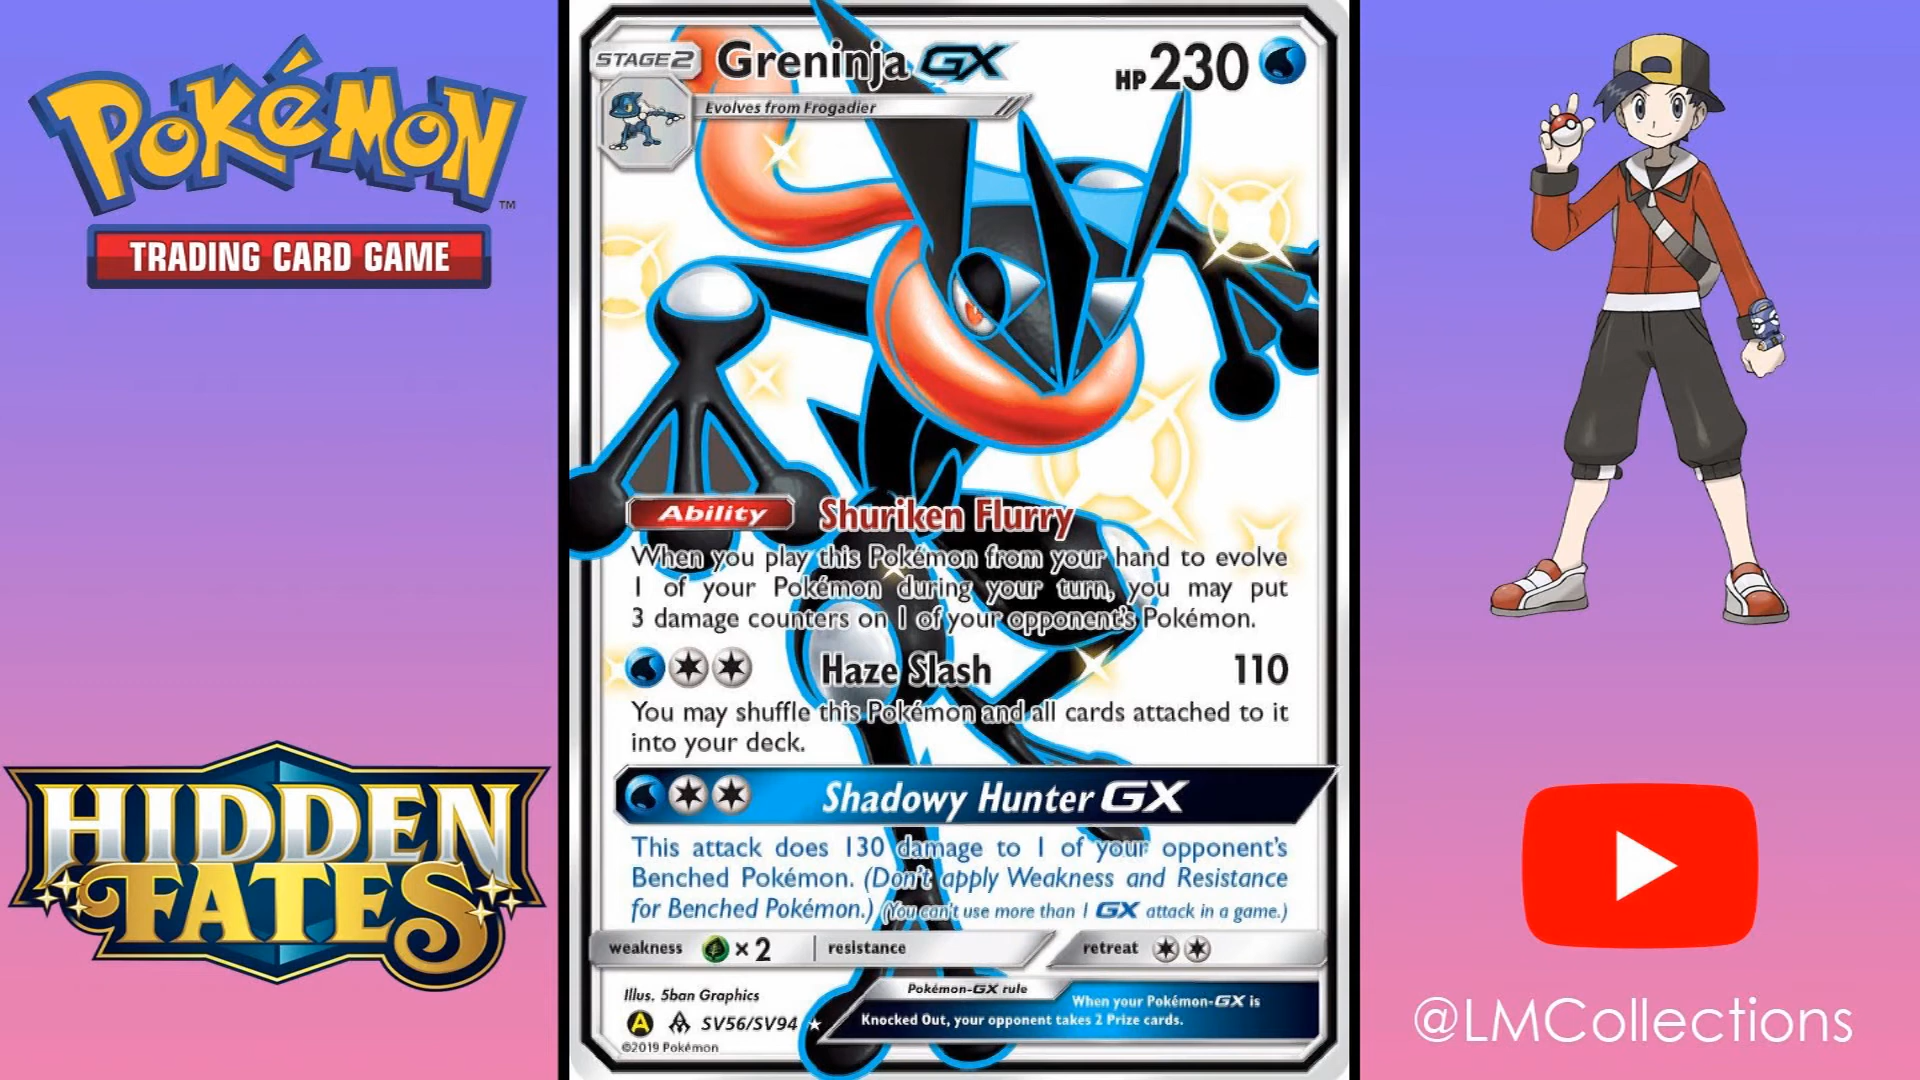 POKéMON
TM
TRADING CARD GAME
HIDDEN
FATES
STAGE2
Greninja GX
HP230
Evolves from Frogadier
Ability
Shuriken Flurry
When you play this Pokémon from your hand to evolve
1 of your Pokémon during your turn, you may put
3 damage counters on 1 of your opponent's Pokémon.
Haze Slash 110
You may shuffle this Pokémon and all cards attached to it
into your deck.
Shadowy Hunter GX
This attack does 130 damage to 1 of your opponent's
Benched Pokémon. (Don't apply Weakness and Resistance
for Benched Pokémon.) (You can't use more than 1 GX attack in a game.)
weakness ×2 resistance retreat
Illus. 5ban Graphics
A SV56/SV94
©2019 Pokémon
Pokémon-GX rule
When your Pokémon-GX is
Knocked Out, your opponent takes 2 Prize cards.
@LMCollections